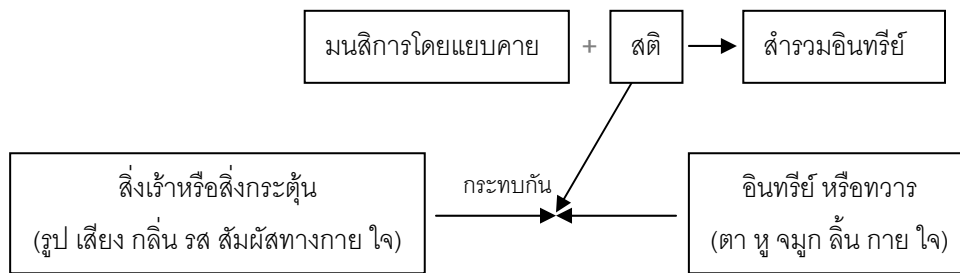 มนสิการโดยแยบคาย + สติ สำรวมอินทรีย์
สิ่งเร้าหรือสิ่งกระตุ้น
(รูป เสียง กลิ่น รส สัมผัสทางกาย ใจ)
กระทบกัน
อินทรีย์ หรือทวาร
(ตา หู จมูก ลิ้น กาย ใจ)